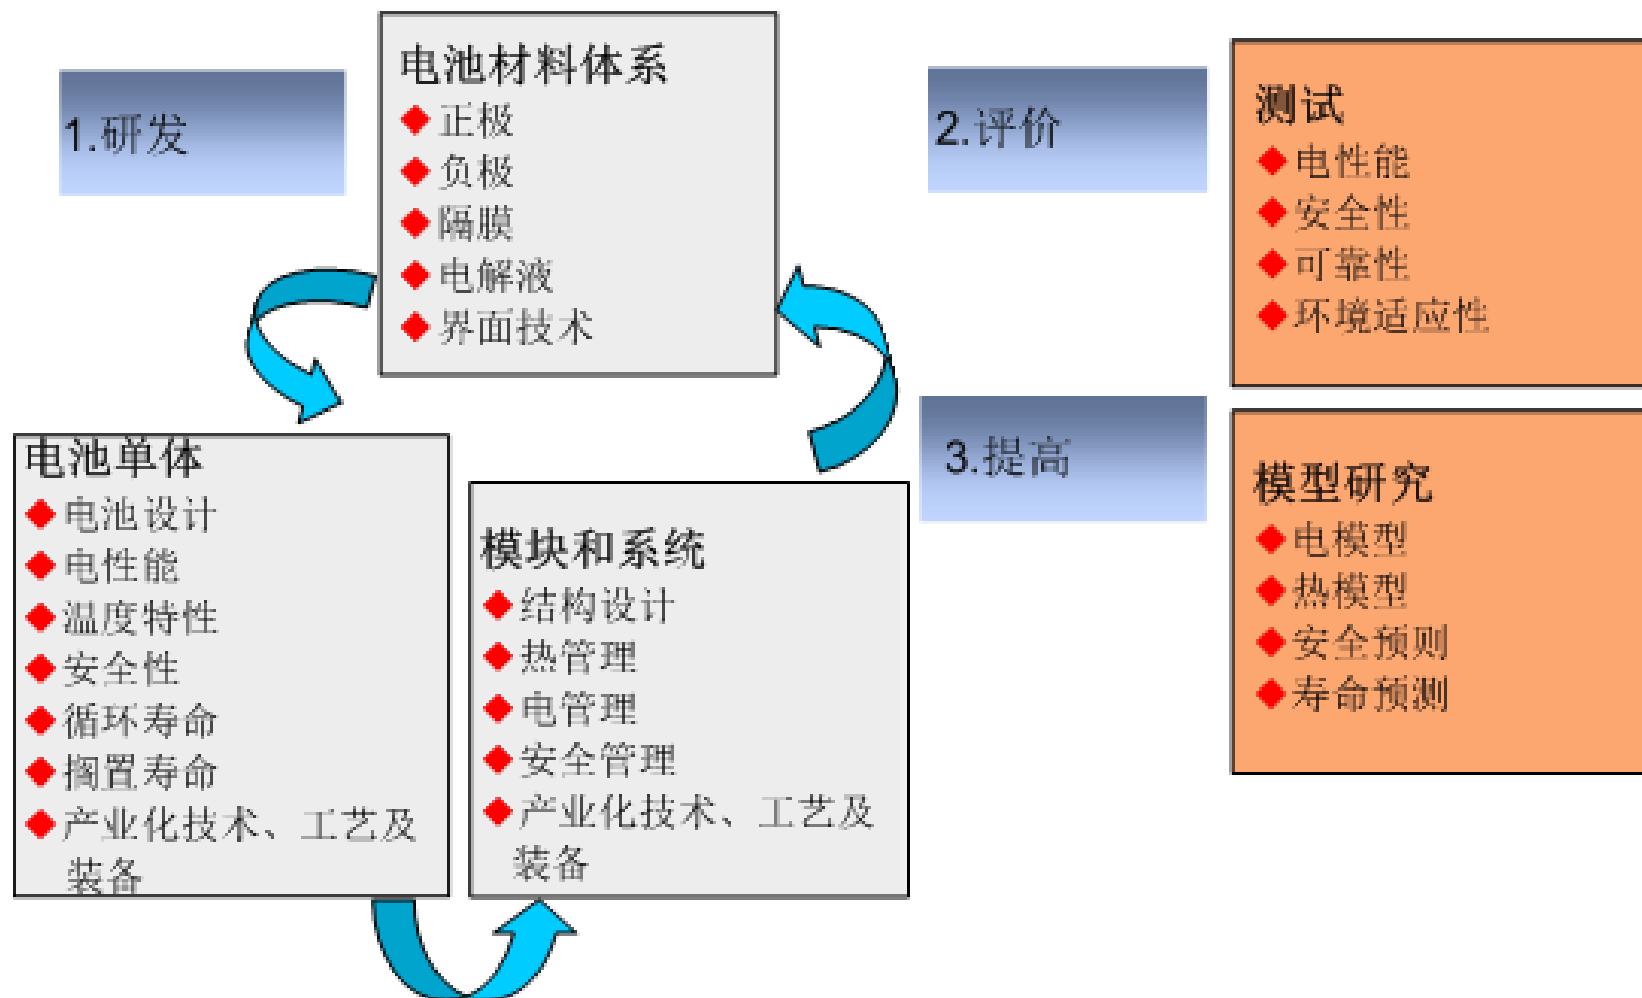 1.研发
电池材料体系
正极
负极
隔膜
电解液
界面技术
电池单体
电池设计
电性能
温度特性
安全性
循环寿命
搁置寿命
产业化技术、工艺及
装备
模块和系统
结构设计
热管理
电管理
安全管理
产业化技术、工艺及
装备
2.评价
测试
电性能
安全性
可靠性
环境适应性
3.提高
模型研究
电模型
热模型
安全预则
寿命预测